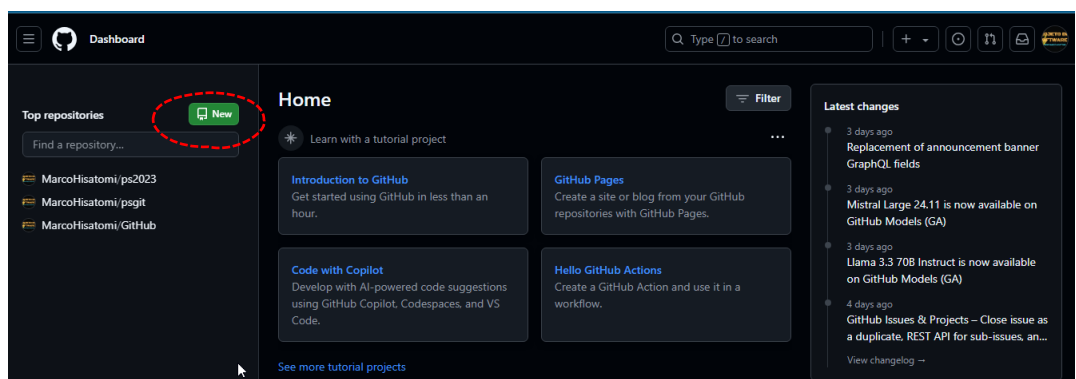 Dashboard
Type / to search
Top repositories
New
Find a repository...
MarcoHisatomi/ps2023
MarcoHisatomi/psgit
MarcoHisatomi/GitHub
Home
Filter
Learn with a tutorial project
Introduction to GitHub
Get started using GitHub in less than an
hour.
GitHub Pages
Create a site or blog from your GitHub
repositories with GitHub Pages.
Code with Copilot
Develop with AI-powered code suggestions
using GitHub Copilot, Codespaces, and VS
Code.
Hello GitHub Actions
Create a GitHub Action and use it in a
workflow.
See more tutorial projects
Latest changes
3 days ago
Replacement of announcement banner
GraphQL fields
3 days ago
Mistral Large 24.11 is now available on
GitHub Models (GA)
3 days ago
Llama 3.3 70B Instruct is now available
on GitHub Models (GA)
4 days ago
GitHub Issues & Projects – Close issue as
a duplicate, REST API for sub-issues, an...
View changelog →